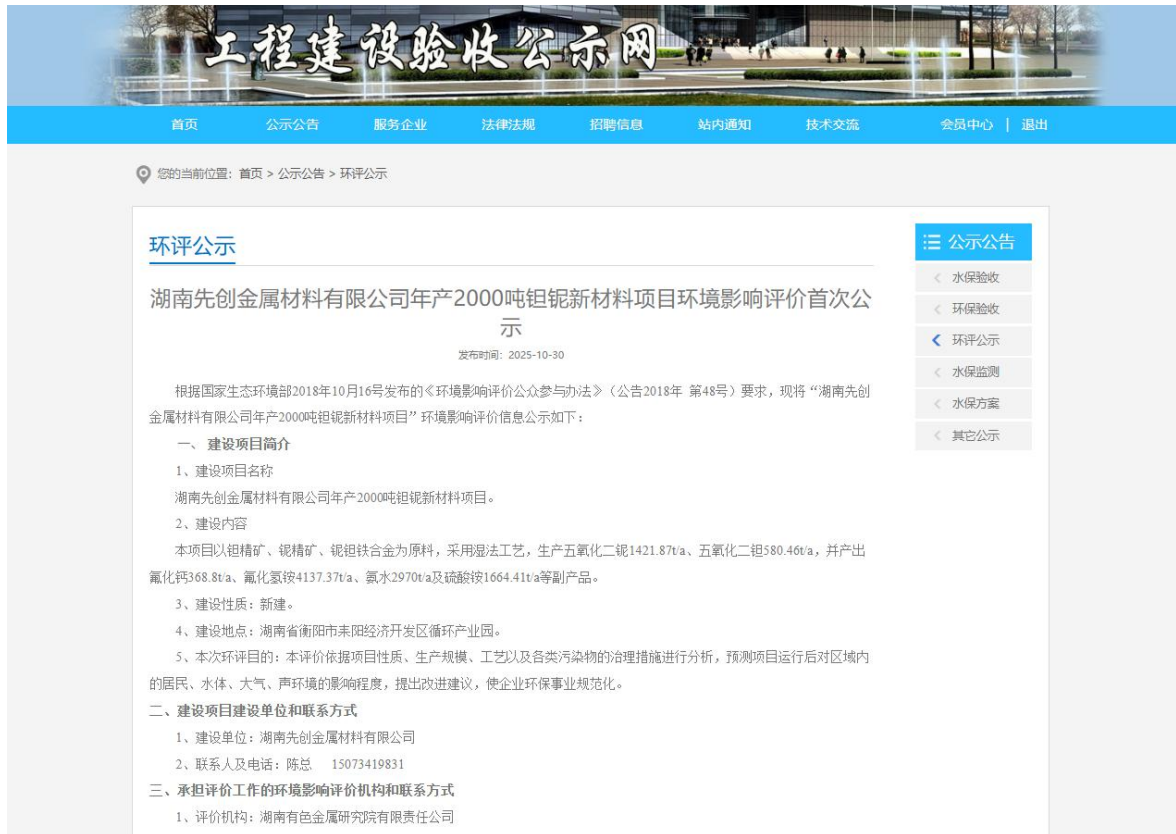 工程建设验收公示网
首页 公示公告 服务企业 法律法规 招聘信息 站内通知 技术交流 会员中心 | 退出
您的当前位置：首页 > 公示公告 > 环评公示
环评公示
湖南先创金属材料有限公司年产2000吨钽铌新材料项目环境影响评价首次公
示
发布时间：2025-10-30
根据国家生态环境部2018年10月16号发布的《环境影响评价公众参与办法》（公告2018年 第48号）要求，现将“湖南先创
金属材料有限公司年产2000吨钽铌新材料项目”环境影响评价信息公示如下：
一、 建设项目简介
1、建设项目名称
湖南先创金属材料有限公司年产2000吨钽铌新材料项目。
2、建设内容
本项目以钽精矿、铌精矿、铌钽铁合金为原料，采用湿法工艺，生产五氧化二铌1421.87t/a、五氧化二钽580.46t/a，并产出
氟化钙368.8t/a、氟化氢铵4137.37t/a、氨水2970t/a及硫酸铵1664.41t/a等副产品。
3、建设性质：新建。
4、建设地点：湖南省衡阳市耒阳经济开发区循环产业园。
5、本次环评目的：本评价依据项目性质、生产规模、工艺以及各类污染物的治理措施进行分析，预测项目运行后对区域内
的居民、水体、大气、声环境的影响程度，提出改进建议，使企业环保事业规范化。
二、建设项目建设单位和联系方式
1、建设单位：湖南先创金属材料有限公司
2、联系人及电话：陈总 15073419831
三、承担评价工作的环境影响评价机构和联系方式
1、评价机构：湖南有色金属研究院有限责任公司
公示公告
水保验收
环保验收
环评公示
水保监测
水保方案
其它公示